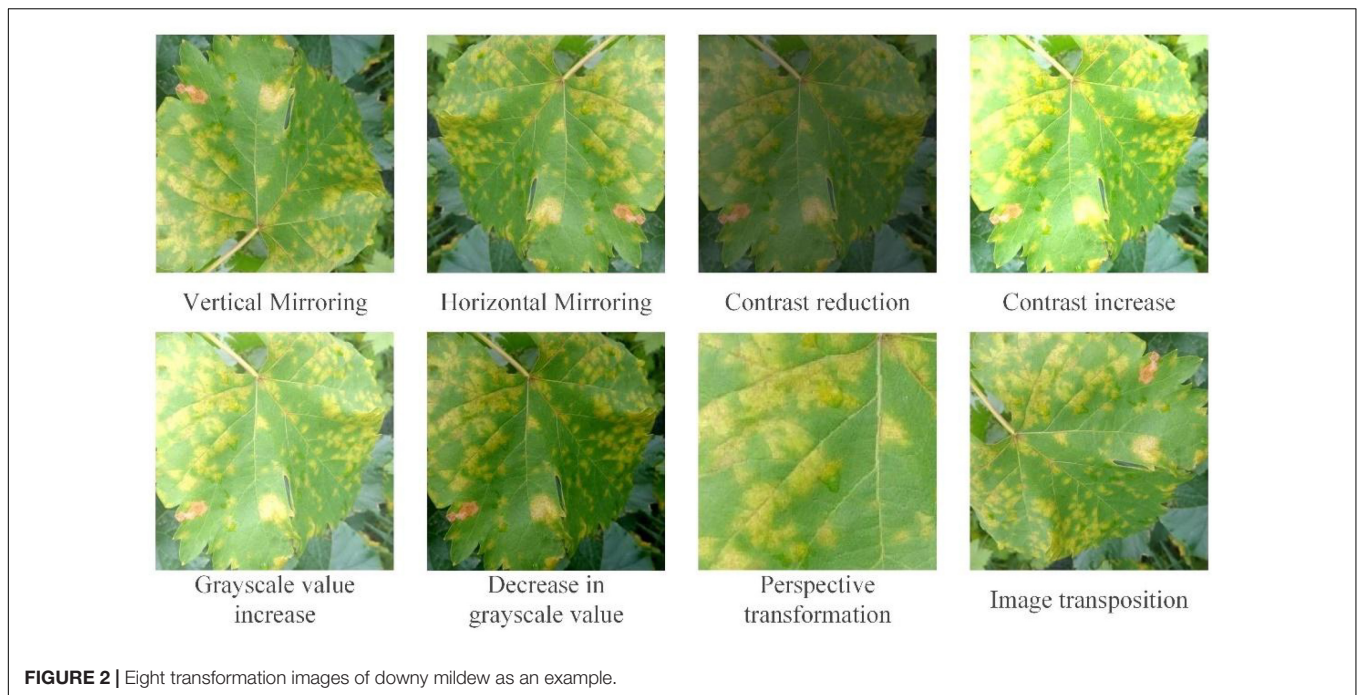 Vertical Mirroring
Horizontal Mirroring
Contrast reduction
Contrast increase
Grayscale value
increase
Decrease in
grayscale value
Perspective
transformation
Image transposition
FIGURE 2 | Eight transformation images of downy mildew as an example.